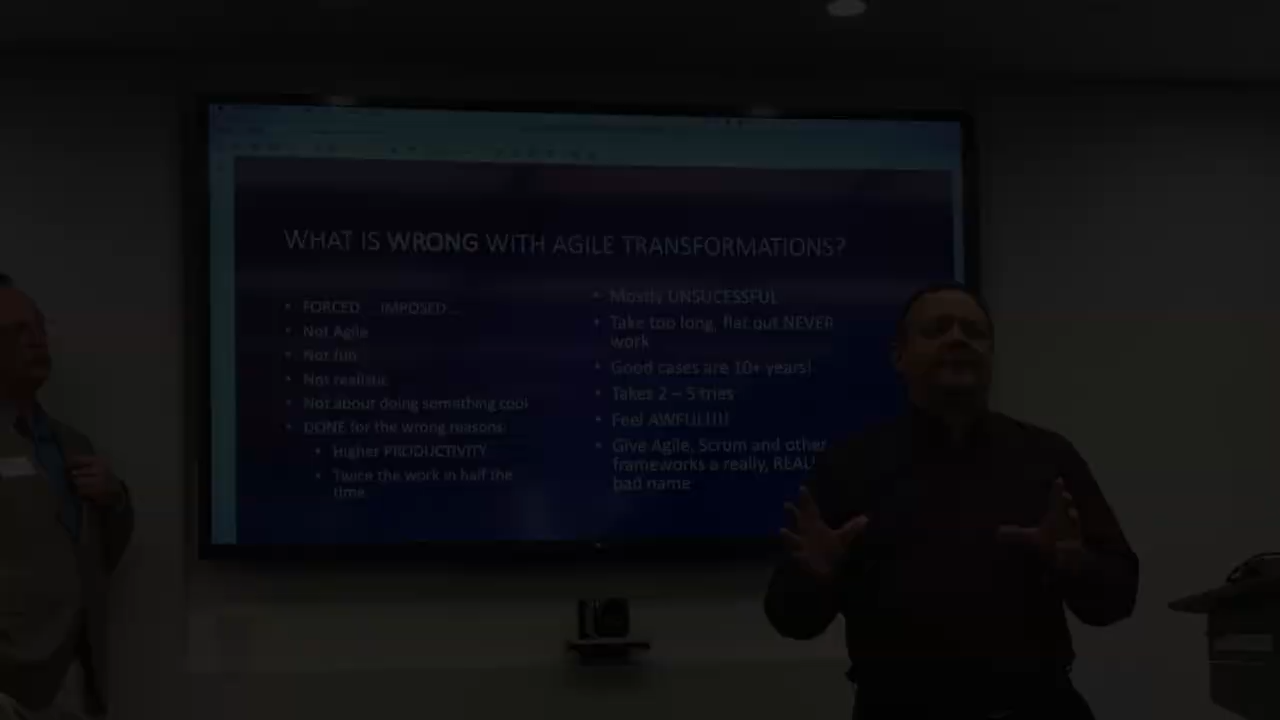 WHAT IS WRONG WITH AGILE TRANSFORMATIONS?
• FORCED... IMPOSED...
• Not Agile
• Not fun
• Not realistic
• Not about doing something cool
• DONE for the wrong reasons
• Higher PRODUCTIVITY
• Twice the work in half the
time
• Mostly UNSUCESSFUL
• Take too long, flat out NEVER
work
• Good cases are 10+ years!
• Takes 2 – 5 tries
• Feel AWFUL!!!!
• Give Agile, Scrum and other
frameworks a really,
bad name